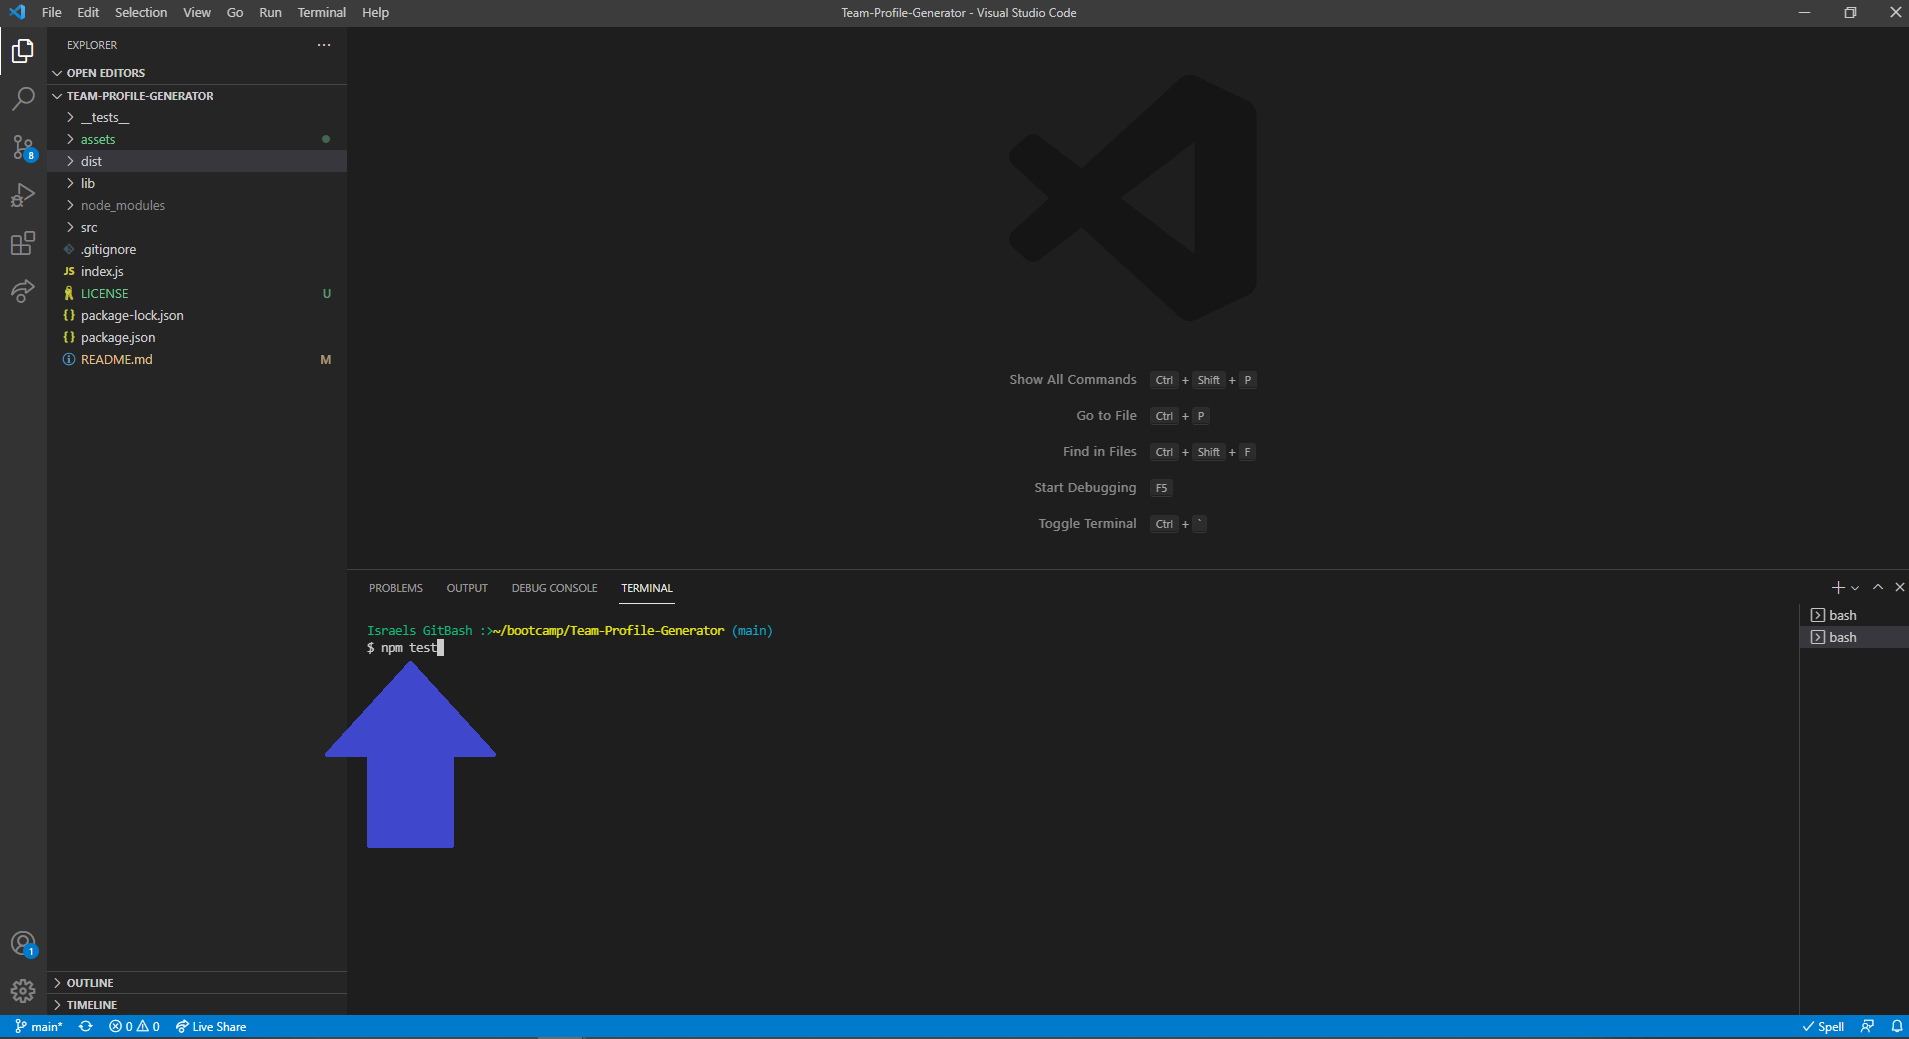 File Edit Selection View Go Run Terminal Help
Team-Profile-Generator - Visual Studio Code
EXPLORER
OPEN EDITORS
TEAM-PROFILE-GENERATOR
__tests__
assets
dist
lib
node_modules
src
.gitignore
JS index.js
LICENSE U
{} package-lock.json
{} package.json
README.md M
OUTLINE
TIMELINE
8
1
Show All Commands Ctrl + Shift + P
Go to File Ctrl + P
Find in Files Ctrl + Shift + F
Start Debugging F5
Toggle Terminal Ctrl + `
PROBLEMS OUTPUT DEBUG CONSOLE TERMINAL
Israels GitBash :>~/bootcamp/Team-Profile-Generator (main)
$ npm test
bash
bash
main* 0 0 Live Share
Spell